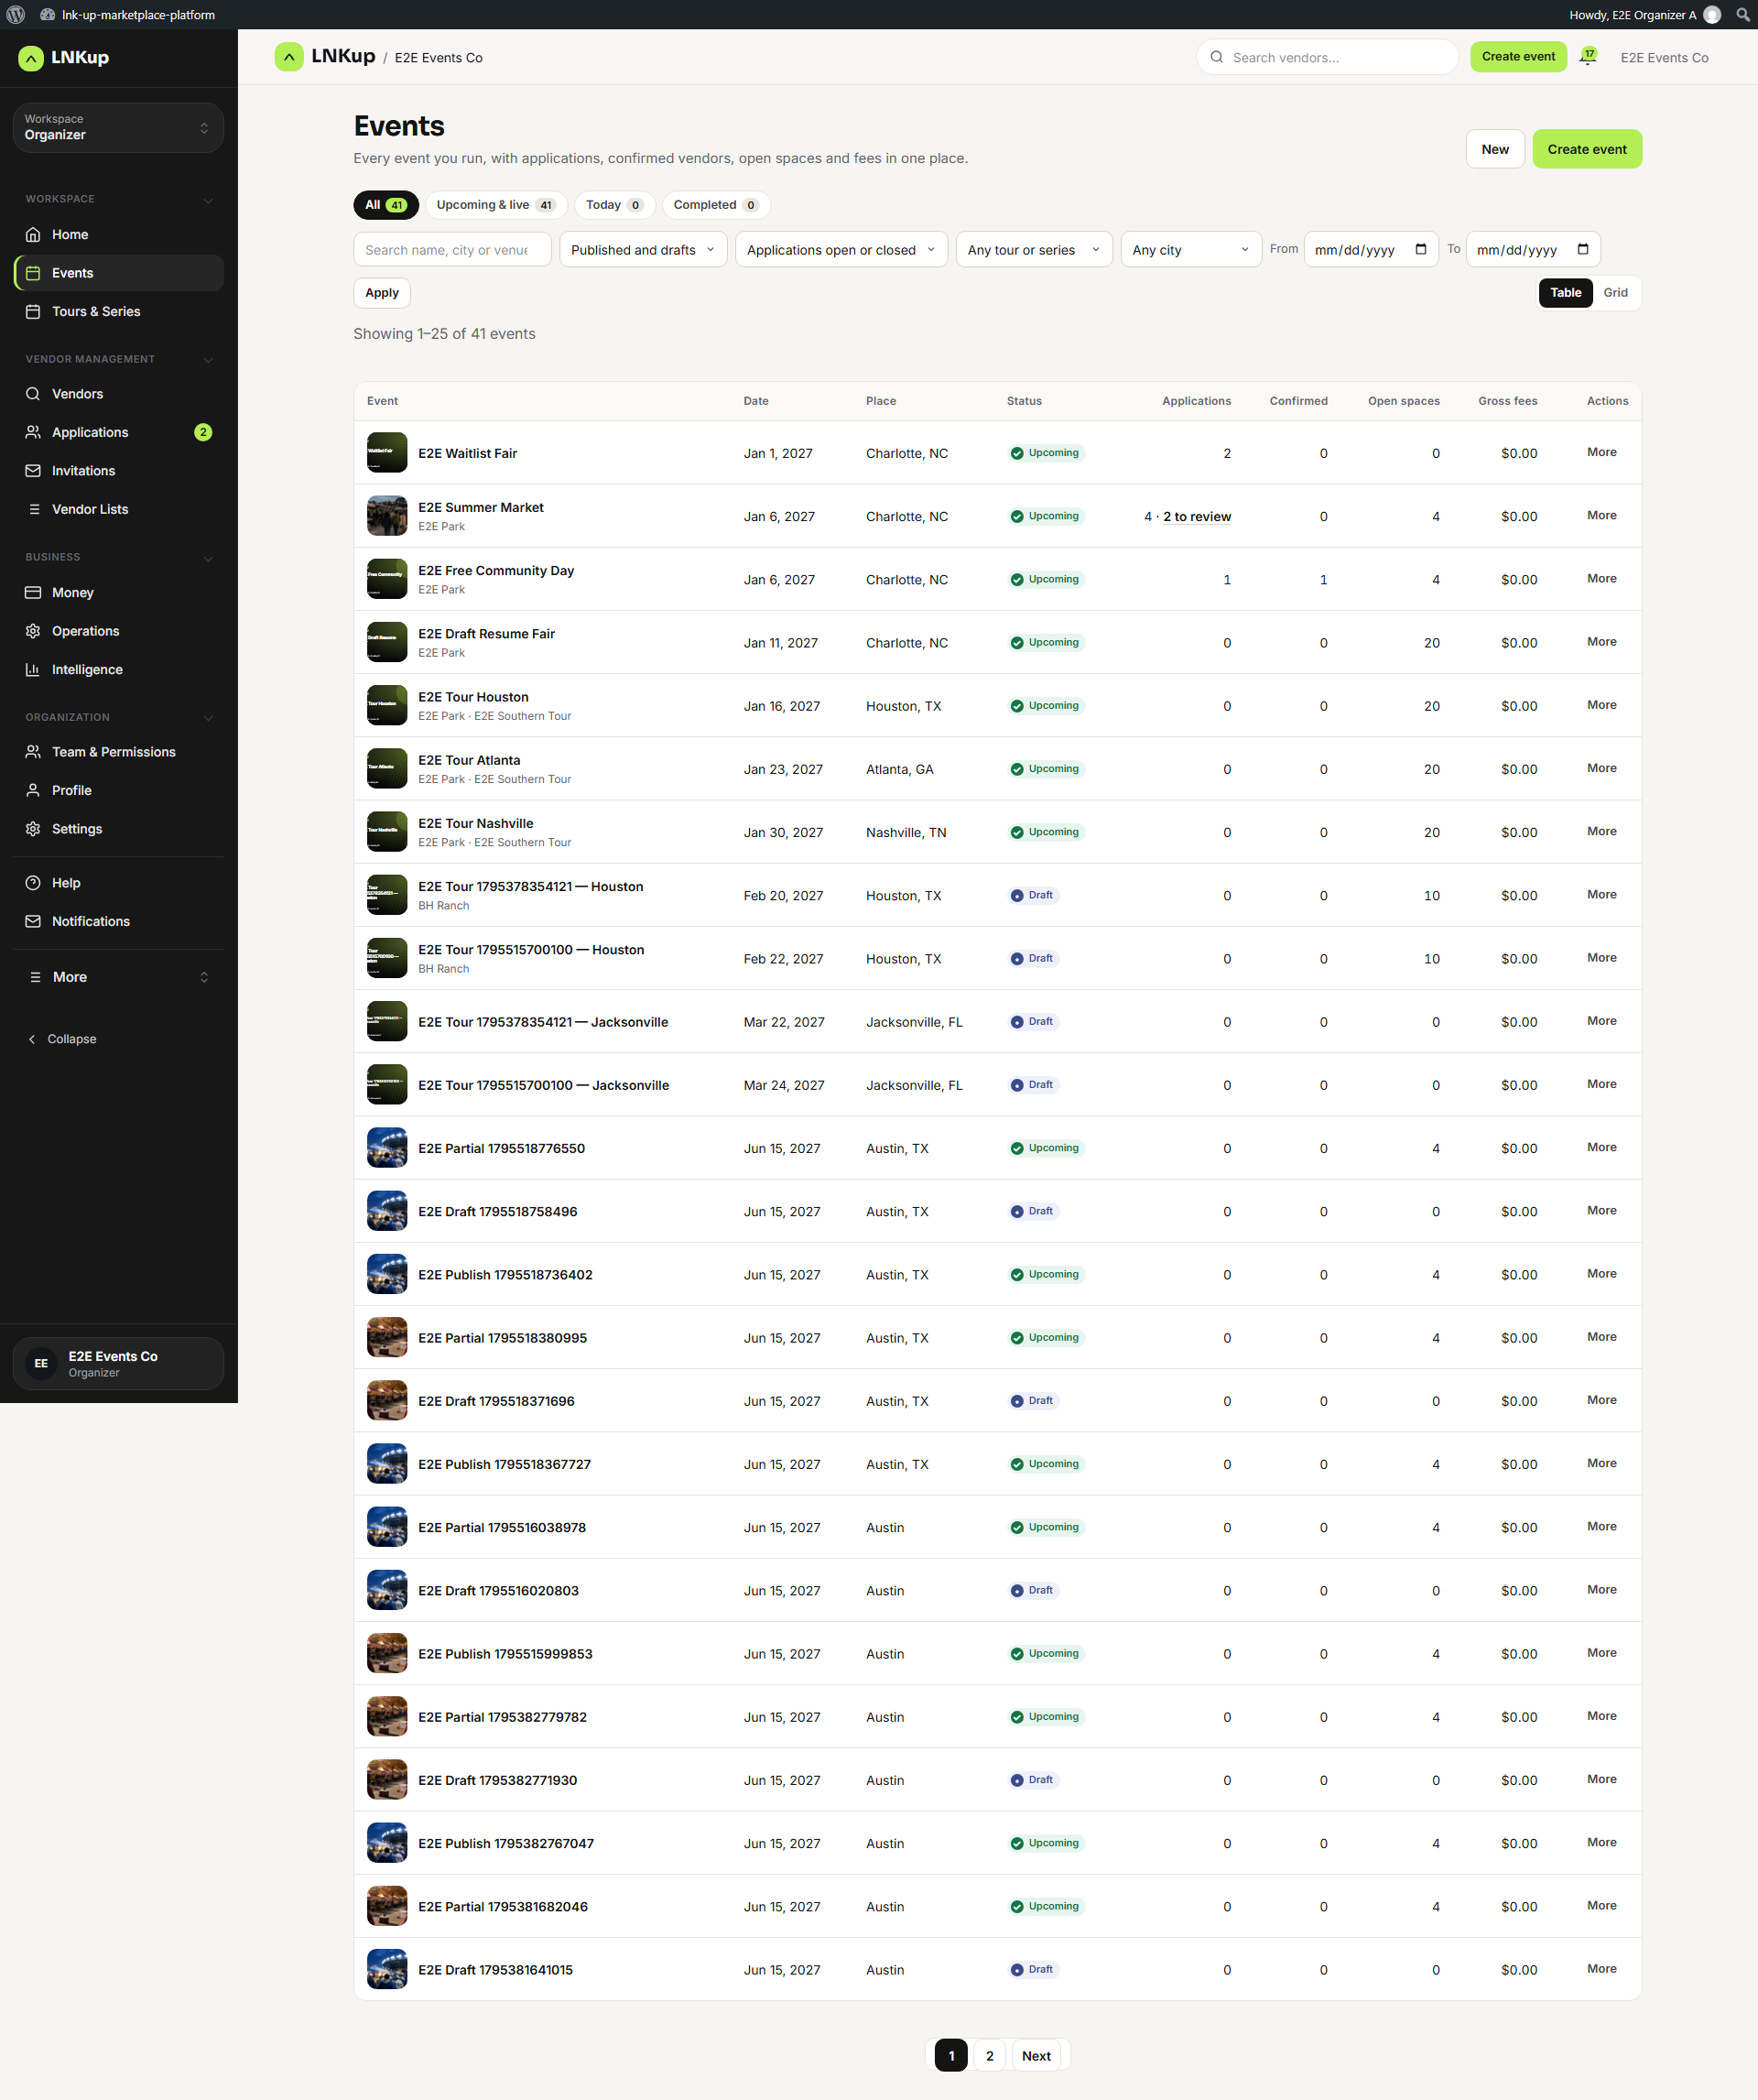 lnk-up-marketplace-platform
Howdy, E2E Organizer A
LNKup
Workspace
Organizer
WORKSPACE
Home
Events
Tours & Series
VENDOR MANAGEMENT
Vendors
Applications 2
Invitations
Vendor Lists
BUSINESS
Money
Operations
Intelligence
ORGANIZATION
Team & Permissions
Profile
Settings
Help
Notifications
More
Collapse
EE
E2E Events Co
Organizer
LNKup / E2E Events Co
Search vendors...
Create event
17
E2E Events Co
Events
Every event you run, with applications, confirmed vendors, open spaces and fees in one place.
New
Create event
All 41 Upcoming & live 41 Today 0 Completed 0
Search name, city or venue Published and drafts Applications open or closed Any tour or series Any city From mm/dd/yyyy To mm/dd/yyyy
Apply
Table Grid
Showing 1–25 of 41 events
Event Date Place Status Applications Confirmed Open spaces Gross fees Actions
E2E Waitlist Fair Jan 1, 2027 Charlotte, NC Upcoming 2 0 0 $0.00 More
E2E Summer Market Jan 6, 2027 Charlotte, NC Upcoming 4 · 2 to review 0 4 $0.00 More
E2E Park
E2E Free Community Day Jan 6, 2027 Charlotte, NC Upcoming 1 1 4 $0.00 More
E2E Park
E2E Draft Resume Fair Jan 11, 2027 Charlotte, NC Upcoming 0 0 20 $0.00 More
E2E Park
E2E Tour Houston Jan 16, 2027 Houston, TX Upcoming 0 0 20 $0.00 More
E2E Park · E2E Southern Tour
E2E Tour Atlanta Jan 23, 2027 Atlanta, GA Upcoming 0 0 20 $0.00 More
E2E Park · E2E Southern Tour
E2E Tour Nashville Jan 30, 2027 Nashville, TN Upcoming 0 0 20 $0.00 More
E2E Park · E2E Southern Tour
E2E Tour 1795378354121 — Houston Feb 20, 2027 Houston, TX Draft 0 0 10 $0.00 More
BH Ranch
E2E Tour 1795515700100 — Houston Feb 22, 2027 Houston, TX Draft 0 0 10 $0.00 More
BH Ranch
E2E Tour 1795378354121 — Jacksonville Mar 22, 2027 Jacksonville, FL Draft 0 0 0 $0.00 More
E2E Tour 1795515700100 — Jacksonville Mar 24, 2027 Jacksonville, FL Draft 0 0 0 $0.00 More
E2E Partial 1795518776550 Jun 15, 2027 Austin, TX Upcoming 0 0 4 $0.00 More
E2E Draft 1795518758496 Jun 15, 2027 Austin, TX Draft 0 0 0 $0.00 More
E2E Publish 1795518736402 Jun 15, 2027 Austin, TX Upcoming 0 0 4 $0.00 More
E2E Partial 1795518380995 Jun 15, 2027 Austin, TX Upcoming 0 0 4 $0.00 More
E2E Draft 1795518371696 Jun 15, 2027 Austin, TX Draft 0 0 0 $0.00 More
E2E Publish 1795518367727 Jun 15, 2027 Austin, TX Upcoming 0 0 4 $0.00 More
E2E Partial 1795516038978 Jun 15, 2027 Austin Upcoming 0 0 4 $0.00 More
E2E Draft 1795516020803 Jun 15, 2027 Austin Draft 0 0 0 $0.00 More
E2E Publish 1795515999853 Jun 15, 2027 Austin Upcoming 0 0 4 $0.00 More
E2E Partial 1795382779782 Jun 15, 2027 Austin Upcoming 0 0 4 $0.00 More
E2E Draft 1795382771930 Jun 15, 2027 Austin Draft 0 0 0 $0.00 More
E2E Publish 1795382767047 Jun 15, 2027 Austin Upcoming 0 0 4 $0.00 More
E2E Partial 1795381682046 Jun 15, 2027 Austin Upcoming 0 0 4 $0.00 More
E2E Draft 1795381641015 Jun 15, 2027 Austin Draft 0 0 0 $0.00 More
1 2 Next